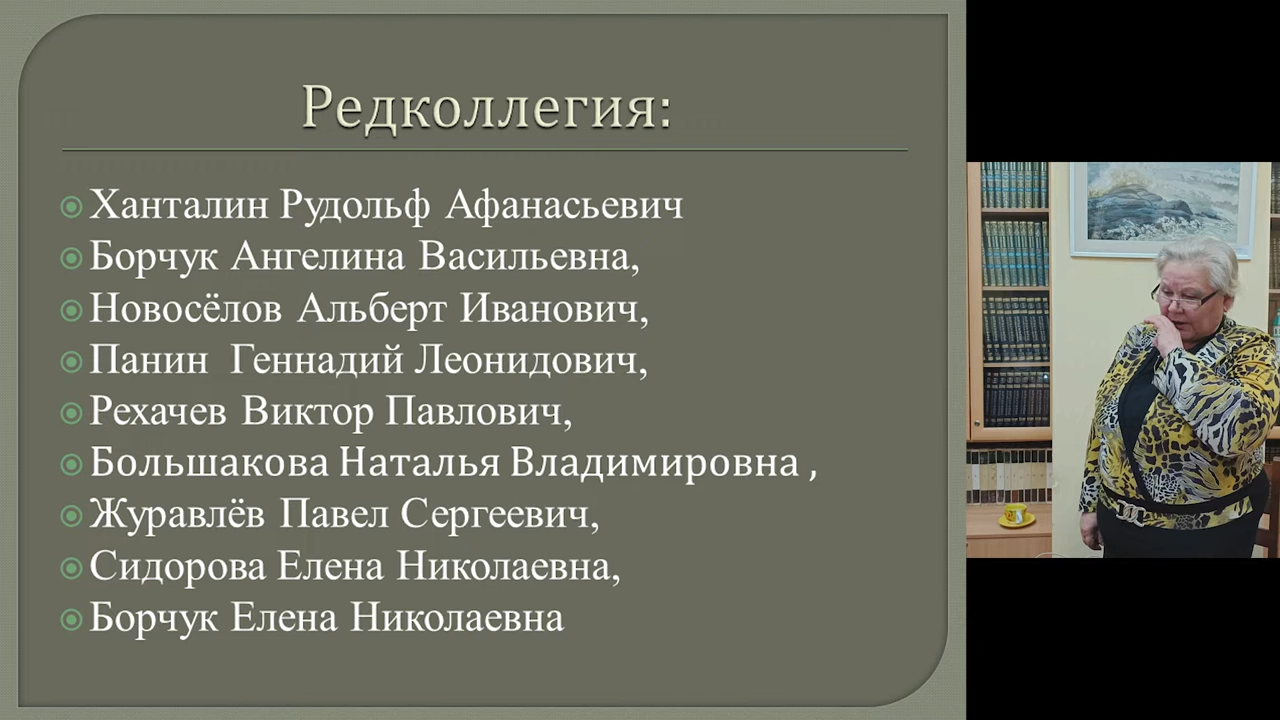 Редколлегия:
Ханталин Рудольф Афанасьевич
Борчук Ангелина Васильевна,
Новосёлов Альберт Иванович,
Панин Геннадий Леонидович,
Рехачев Виктор Павлович,
Большакова Наталья Владимировна ,
Журавлёв Павел Сергеевич,
Сидорова Елена Николаевна,
Борчук Елена Николаевна